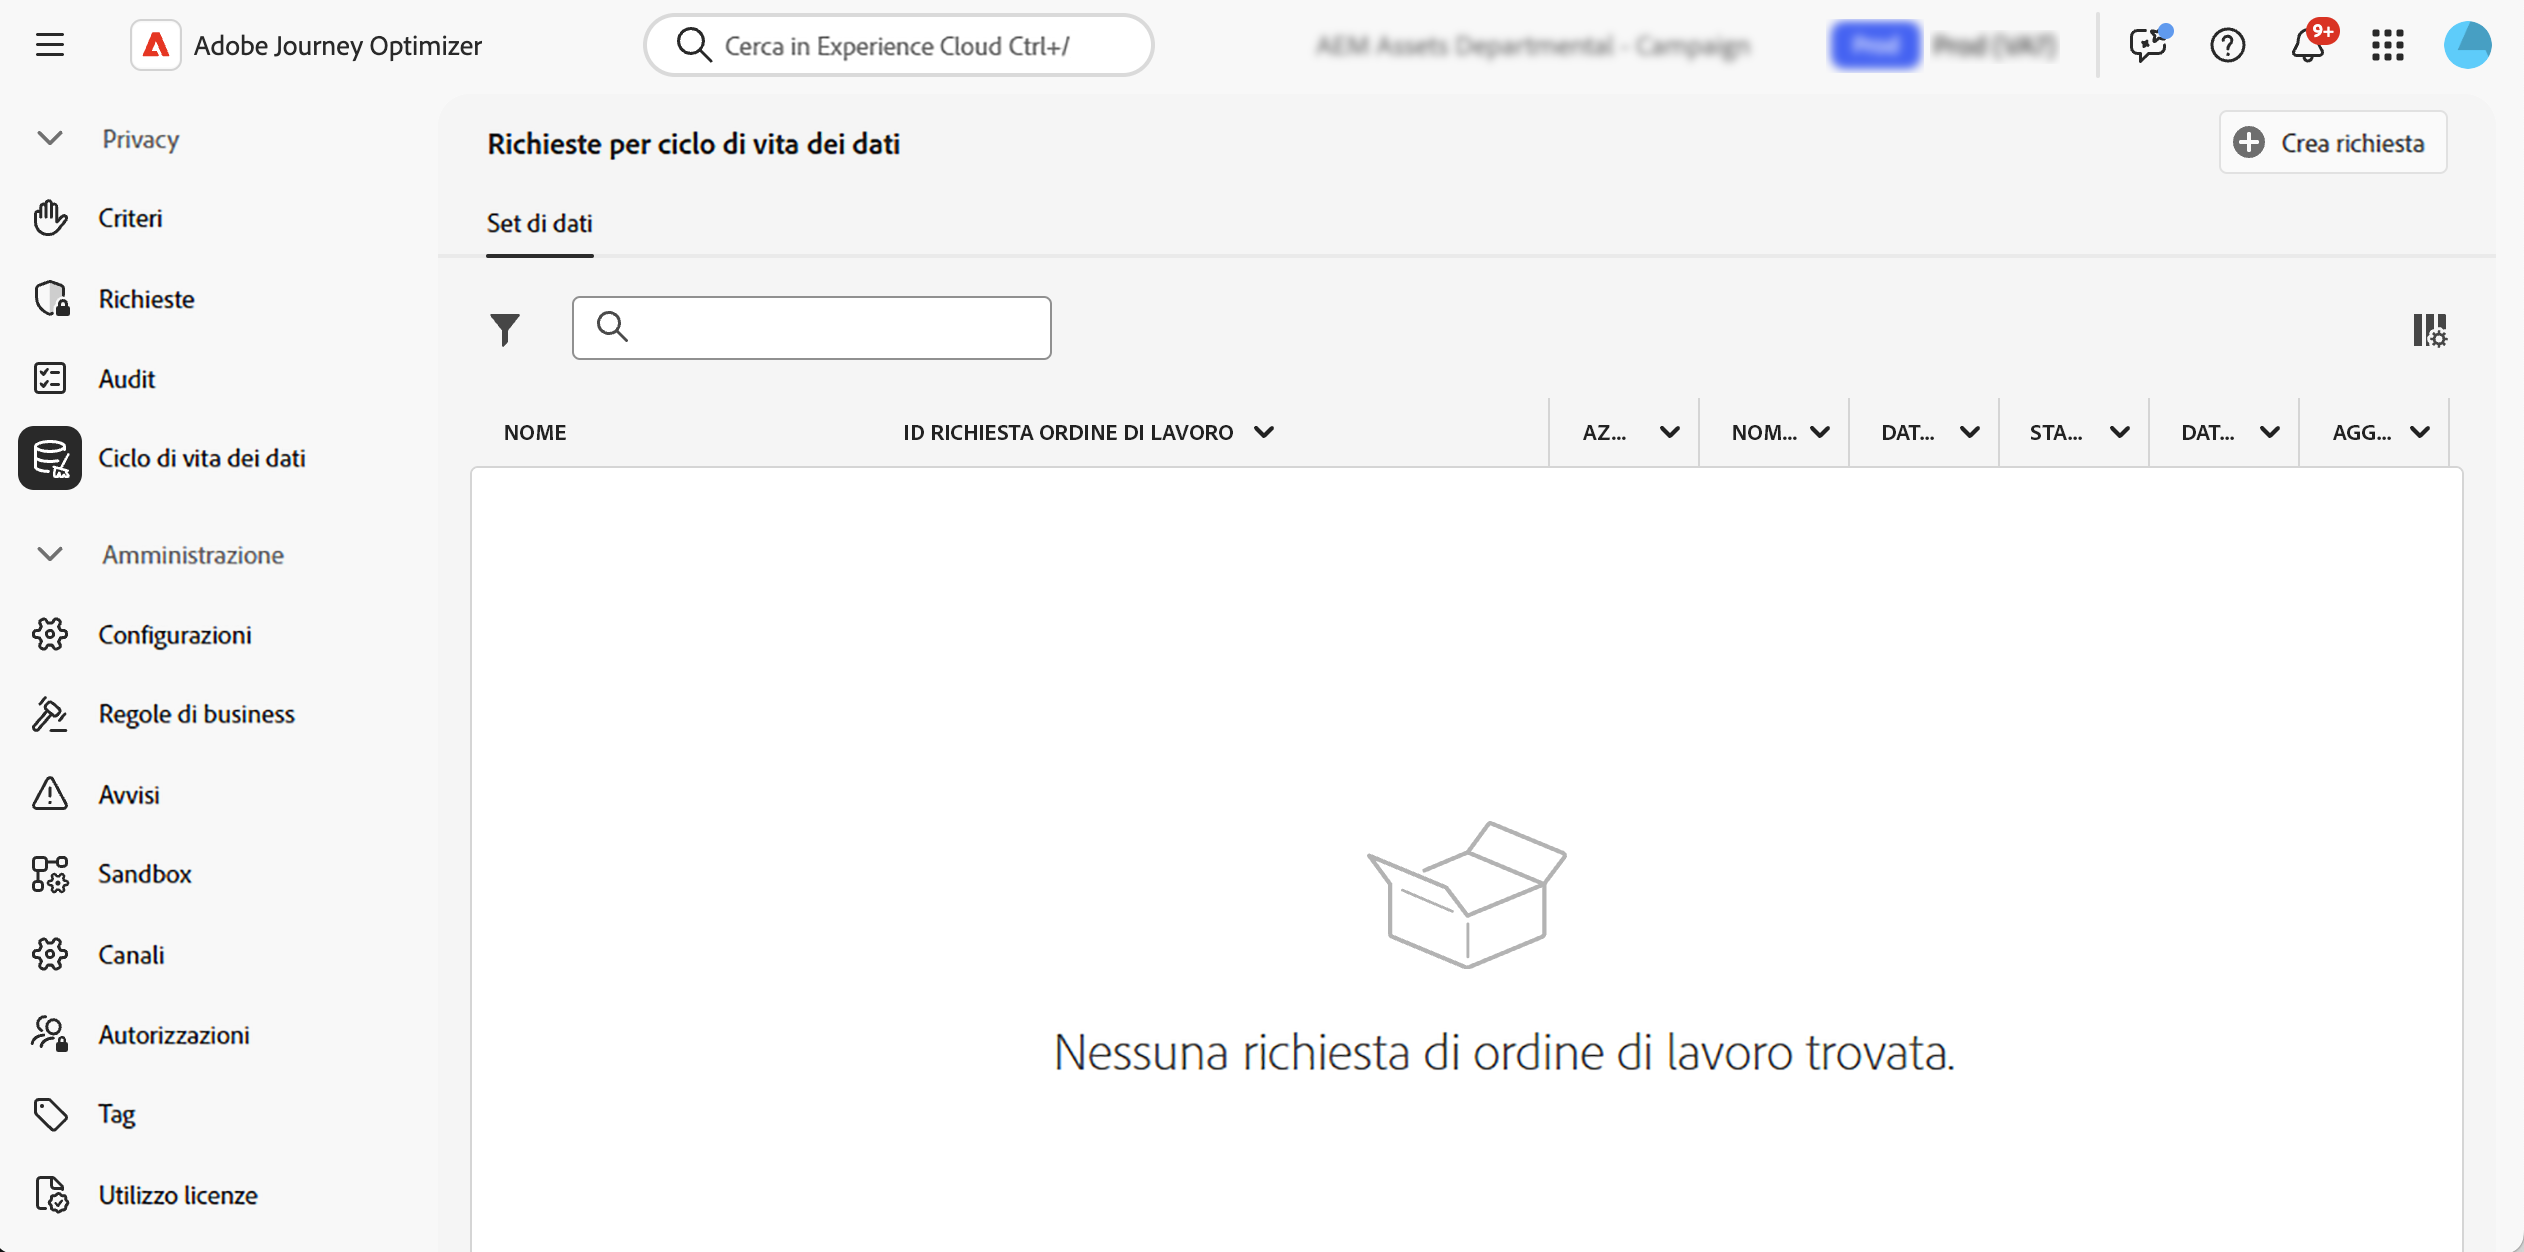 Adobe Journey Optimizer
Cerca in Experience Cloud Ctrl+/
9+
Privacy
Criteri
Richieste
Audit
Ciclo di vita dei dati
Amministrazione
Configurazioni
Regole di business
Avvisi
Sandbox
Canali
Autorizzazioni
Tag
Utilizzo licenze
Richieste per ciclo di vita dei dati
Crea richiesta
Set di dati
NOME ID RICHIESTA ORDINE DI LAVORO AZ... NOM... DAT... STA... DAT... AGG...
Nessuna richiesta di ordine di lavoro trovata.